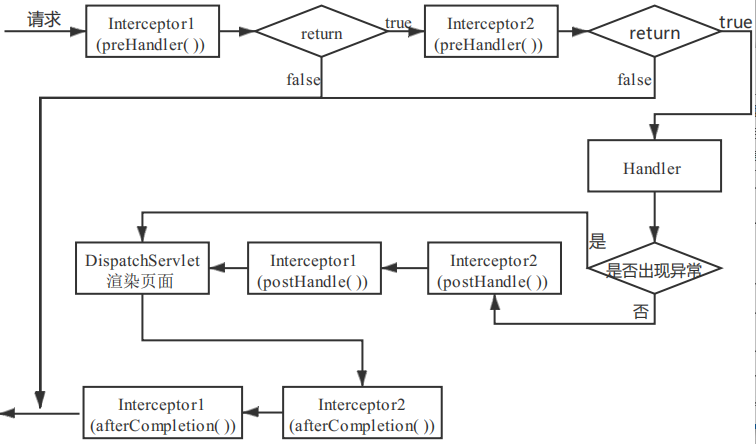 请求
Interceptor1
(preHandler( ))
return
true
Interceptor2
(preHandler( ))
return
true
false
false
Handler
是
DispatchServlet
渲染页面
Interceptor1
(postHandle( ))
Interceptor2
(postHandle( ))
是否出现异常
否
Interceptor1
(afterCompletion( ))
Interceptor2
(afterCompletion( ))